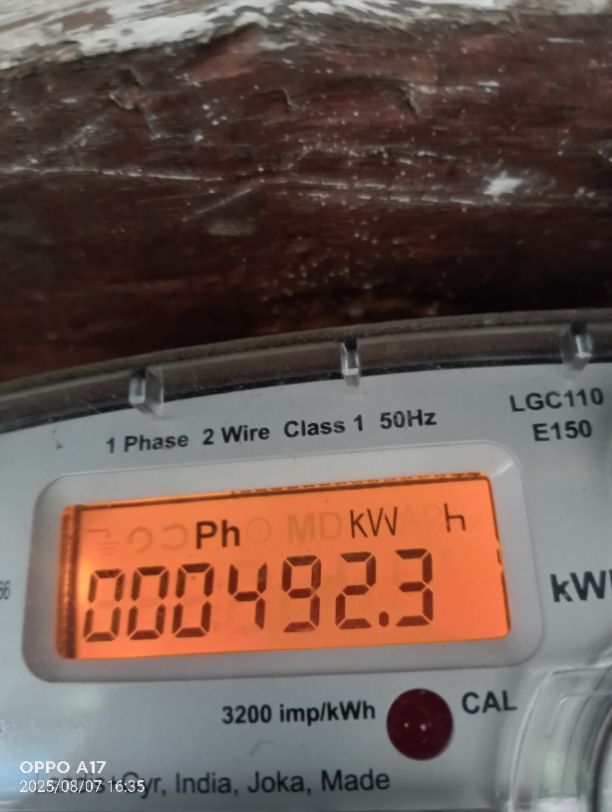 1 Phase 2 Wire Class 1 50Hz
LGC110
E150
Ph MD kW h
000492.3
3200 imp/kWh
CAL
Gyr, India, Joka, Made
OPPO A17
2025/08/07 16:35